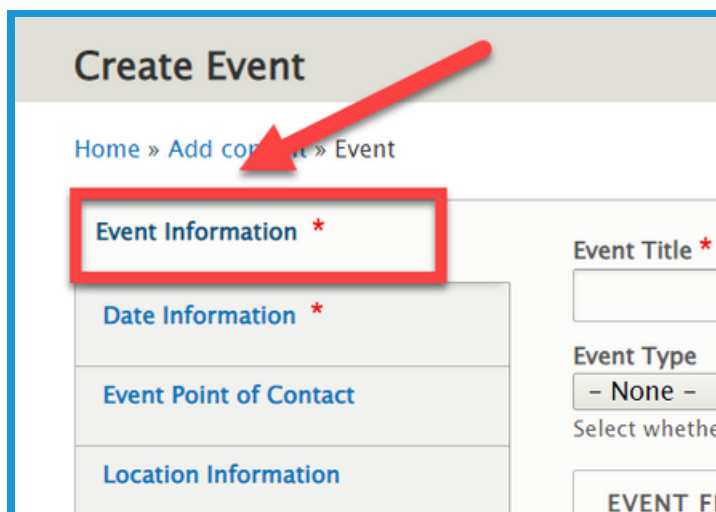 Create Event
Home » Add » Event
Event Information *
Date Information *
Event Point of Contact
Location Information
Event Title *
Event Type
– None –
Select
EVENT